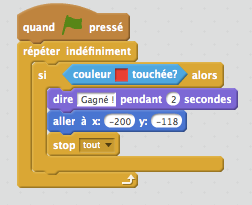 quand pressé
répéter indéfiniment
si couleur touchée? alors
dire Gagné ! pendant 2 secondes
aller à x: -200 y: -118
stop tout